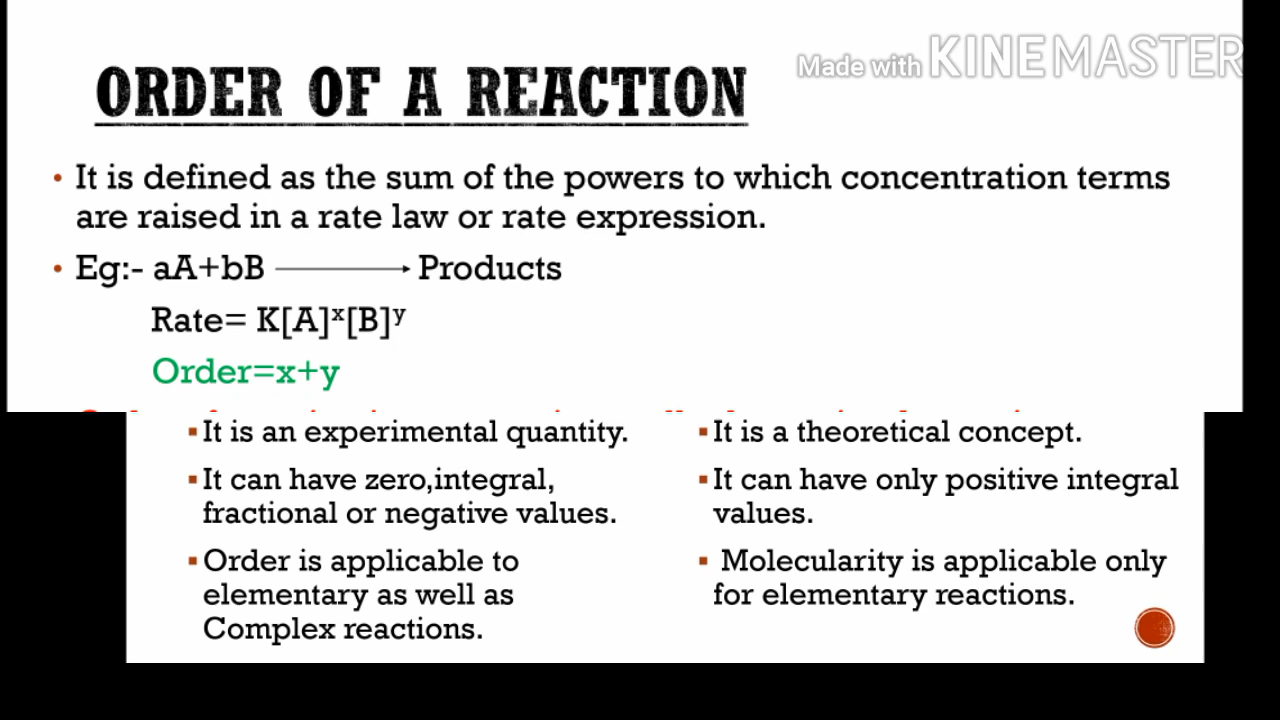 Made with KINEMASTER
ORDER OF A REACTION
• It is defined as the sum of the powers to which concentration terms
are raised in a rate law or rate expression.
• Eg:- aA+bB ⟶ Products
Rate= K[A]ˣ[B]ʸ
Order=x+y
▪ It is an experimental quantity.
▪ It can have zero,integral,
fractional or negative values.
▪ Order is applicable to
elementary as well as
Complex reactions.
▪ It is a theoretical concept.
▪ It can have only positive integral
values.
▪ Molecularity is applicable only
for elementary reactions.